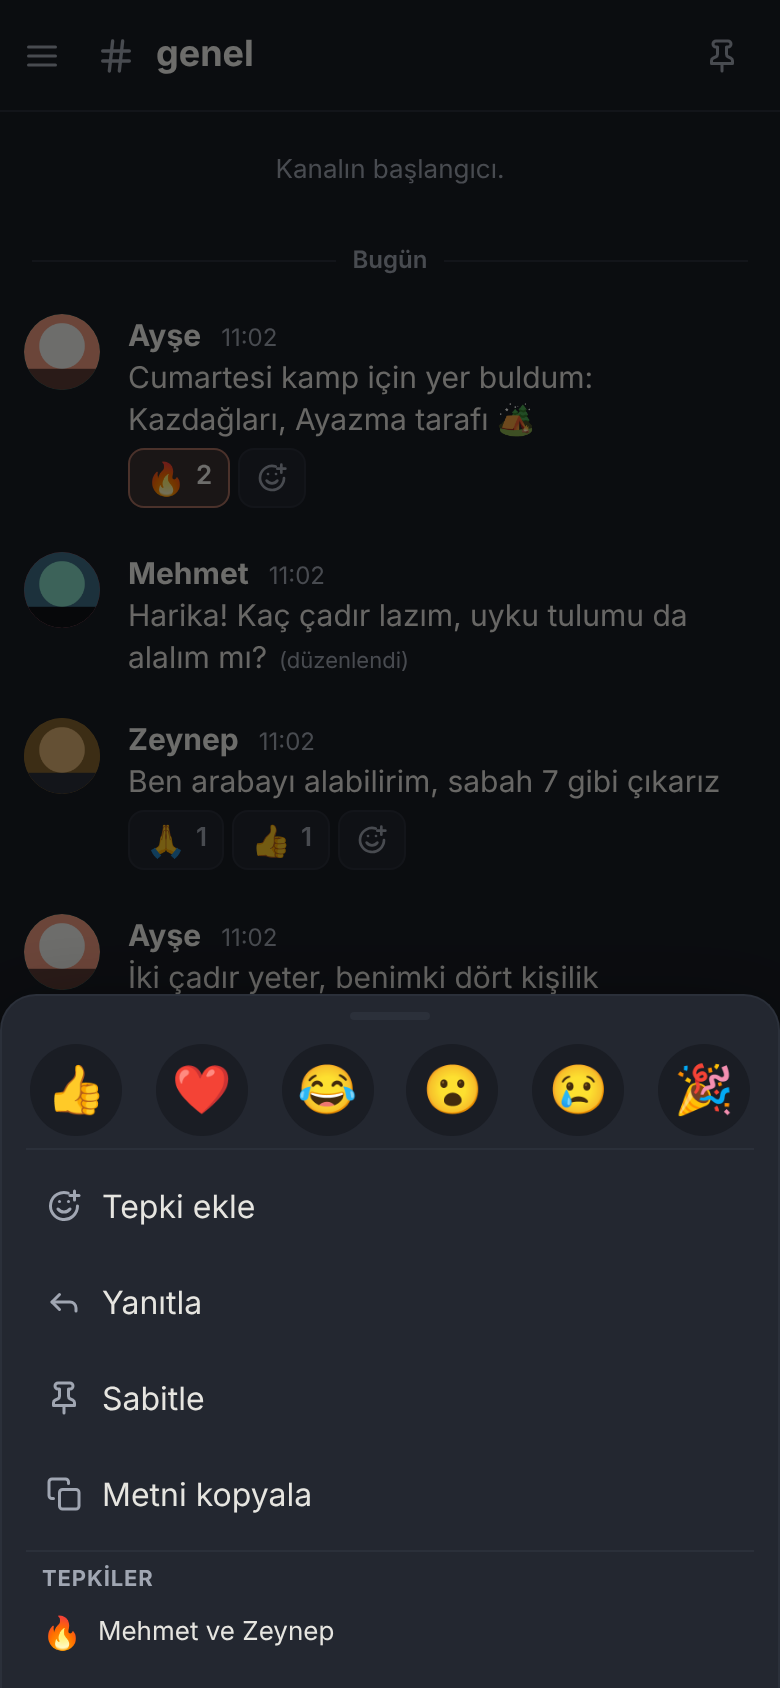 # genel
Kanalın başlangıcı.
Bugün
Ayşe 11:02
Cumartesi kamp için yer buldum:
Kazdağları, Ayazma tarafı 🏕️
🔥 2
Mehmet 11:02
Harika! Kaç çadır lazım, uyku tulumu da
alalım mı? (düzenlendi)
Zeynep 11:02
Ben arabayı alabilirim, sabah 7 gibi çıkarız
🙏 1 👍 1
Ayşe 11:02
İki çadır yeter, benimki dört kişilik
👍 ❤️ 😂 😮 😢 🎉
Tepki ekle
Yanıtla
Sabitle
Metni kopyala
TEPKİLER
🔥 Mehmet ve Zeynep